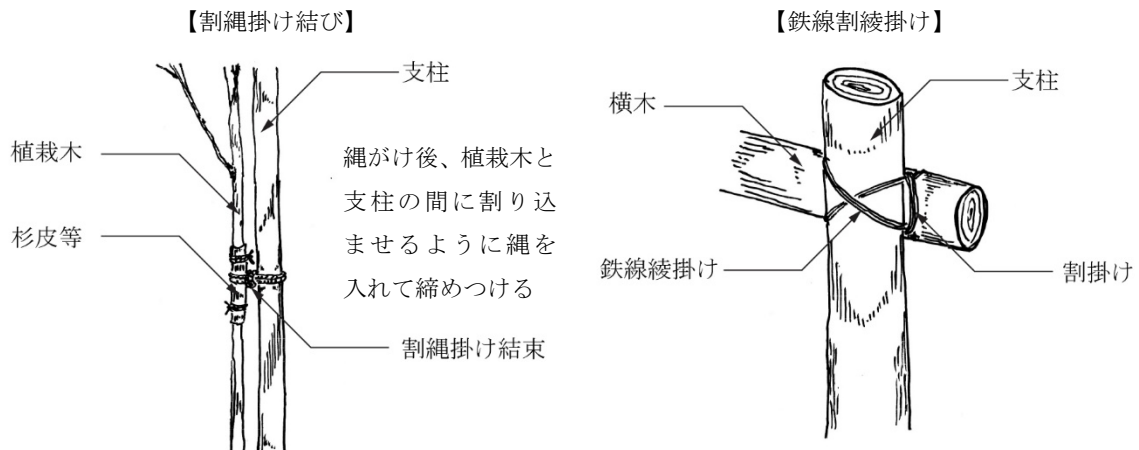 【割縄掛け結び】
支柱
植栽木
杉皮等
縄がけ後、植栽木と
支柱の間に割り込
ませるように縄を
入れて締めつける
割縄掛け結束
【鉄線割綾掛け】
支柱
横木
鉄線綾掛け
割掛け